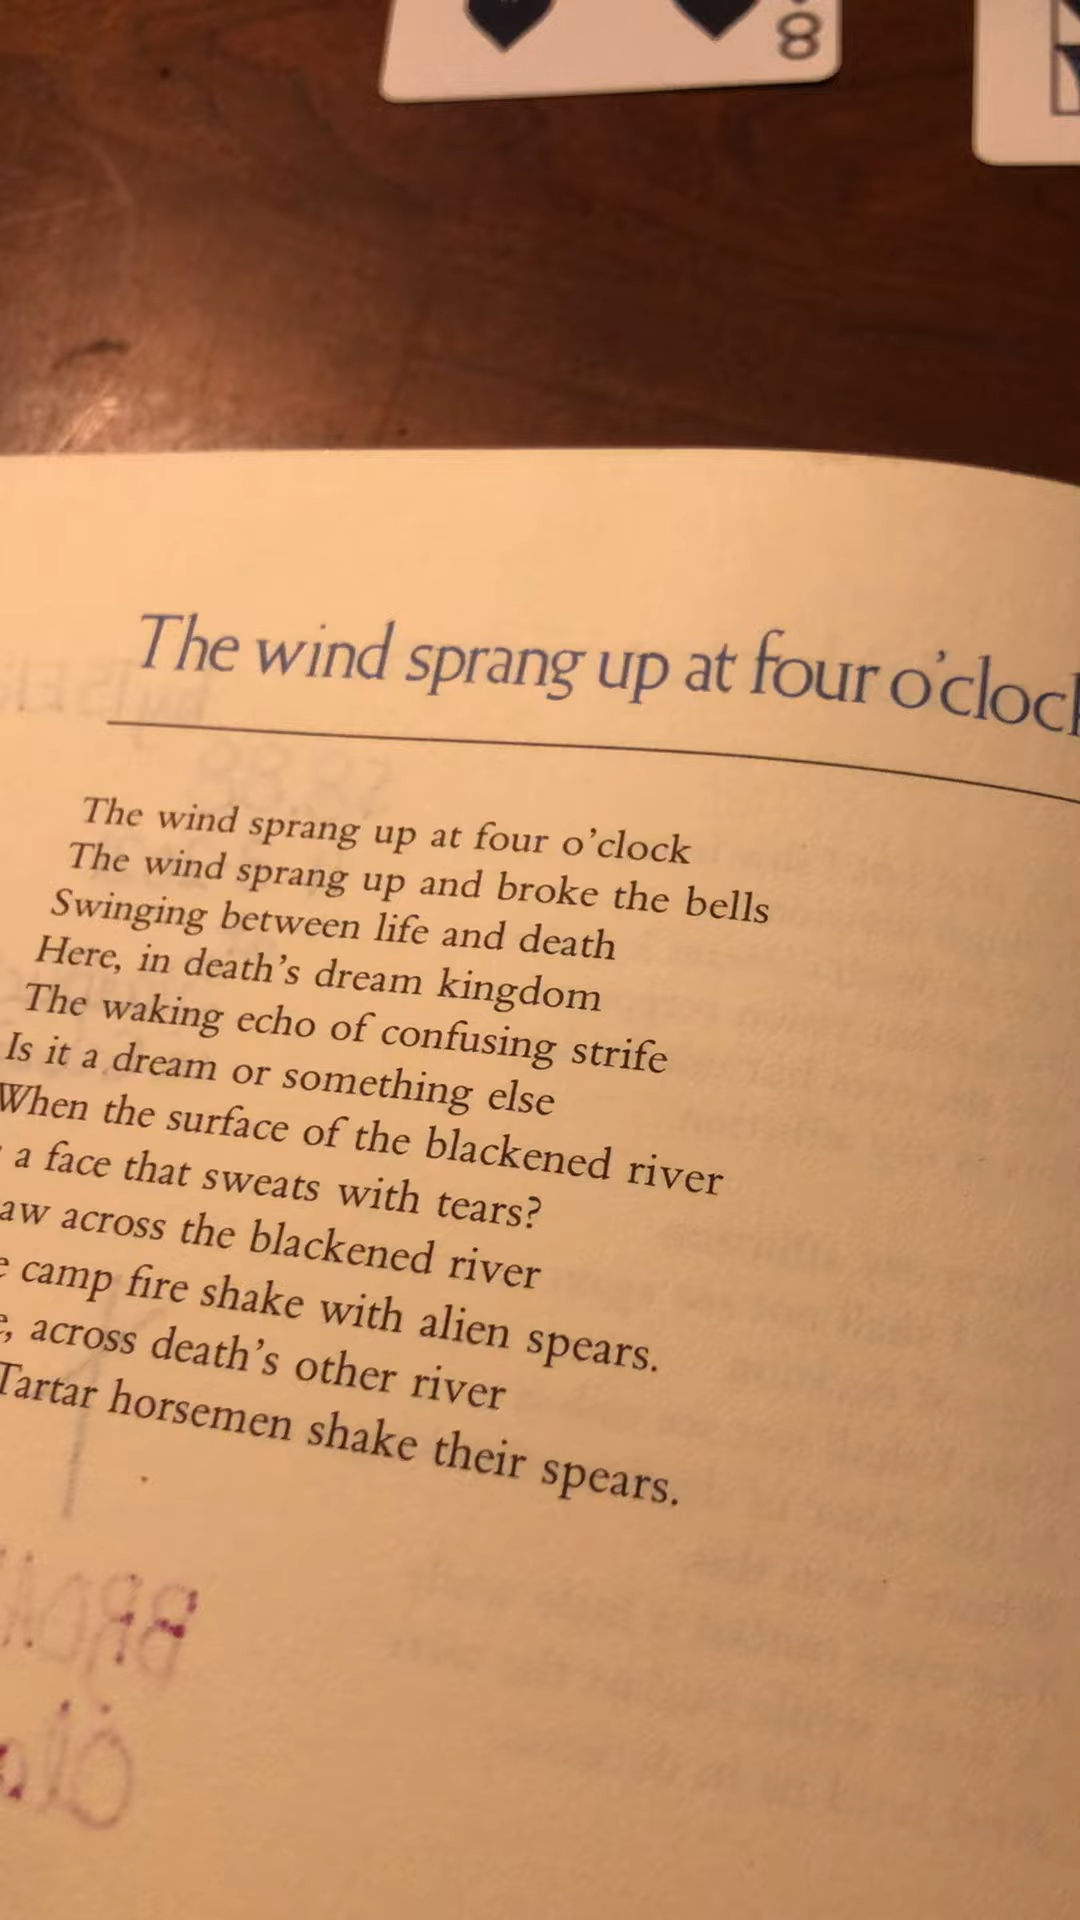 8
The wind sprang up at four o'cloc
The wind sprang up at four o'clock
The wind sprang up and broke the bells
Swinging between life and death
Here, in death's dream kingdom
The waking echo of confusing strife
Is it a dream or something else
When the surface of the blackened river
a face that sweats with tears?
aw across the blackened river
camp fire shake with alien spears.
across death's other river
Tartar horsemen shake their spears.